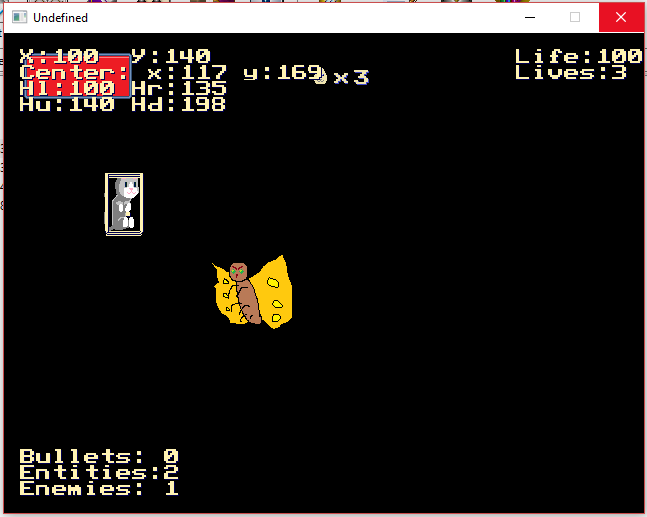 Undefined
X:100 Y:140
Life:100
Center: x:117 y:169
x3
Lives:3
Hl:100 Hr:135
Hu:140 Hd:198
Bullets: 0
Entities:2
Enemies: 1